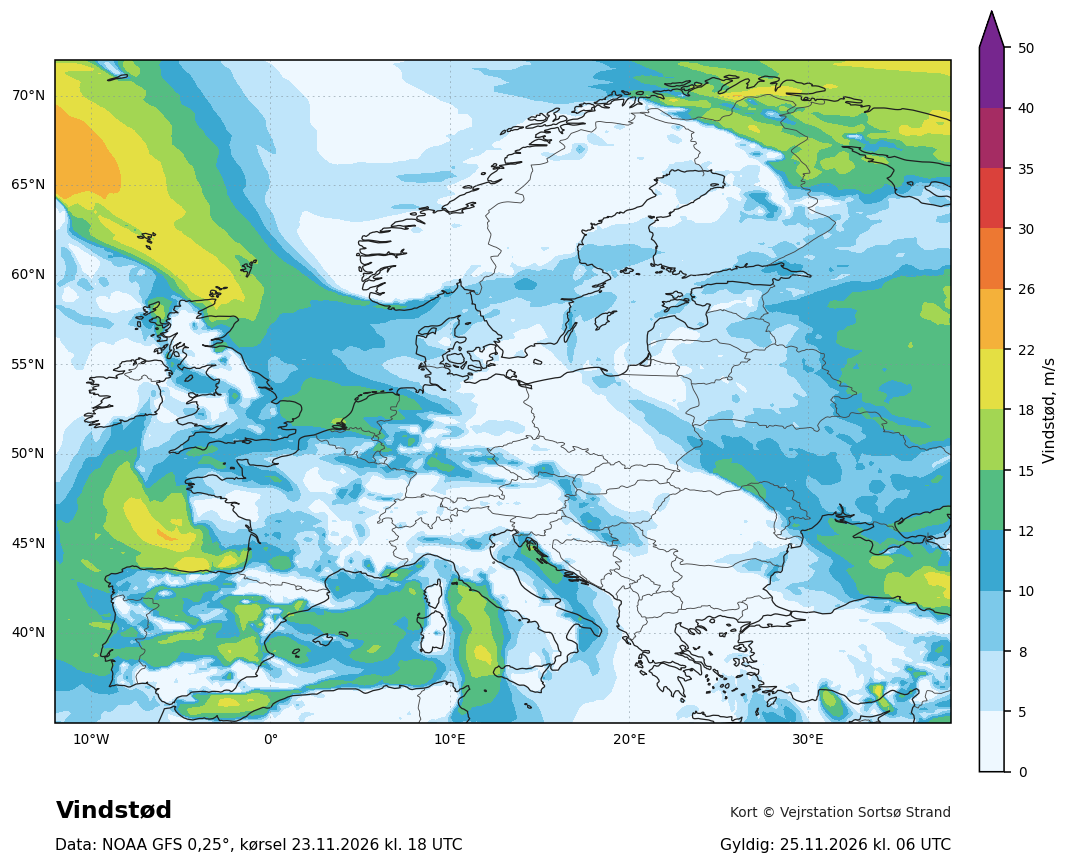 50
40
35
30
26
22
18
15
12
10
8
5
0
Vindstød, m/s
70°N
65°N
60°N
55°N
50°N
45°N
40°N
10°W
0°
10°E
20°E
30°E
Vindstød
Kort © Vejrstation Sortsø Strand
Data: NOAA GFS 0,25°, kørsel 23.11.2026 kl. 18 UTC
Gyldig: 25.11.2026 kl. 06 UTC